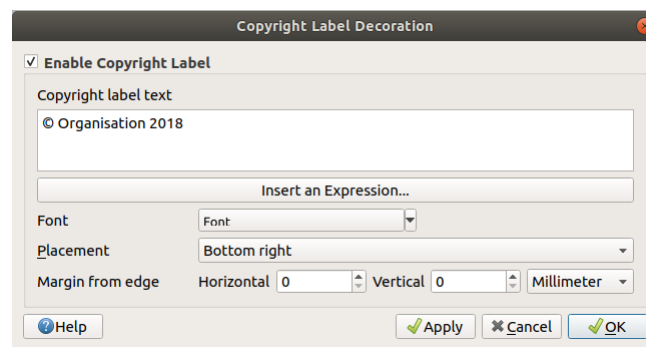 Copyright Label Decoration
Enable Copyright Label
Copyright label text
© Organisation 2018
Insert an Expression...
Font Font
Placement Bottom right
Margin from edge Horizontal 0 Vertical 0 Millimeter
Help Apply Cancel OK